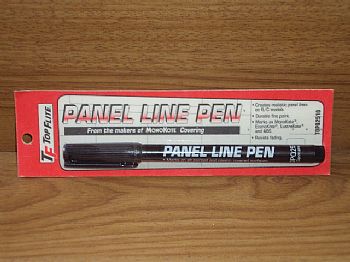 TOP FLITE
PANEL LINE PEN
From the makers of MONOKOTE Covering
• Creates realistic panel lines
on R/C models.
• Durable fine point.
• Marks on MonoKote®,
EconoKote®, LustreKote®
and ABS.
• Resists fading.
TOPQ2510
PANEL LINE PEN